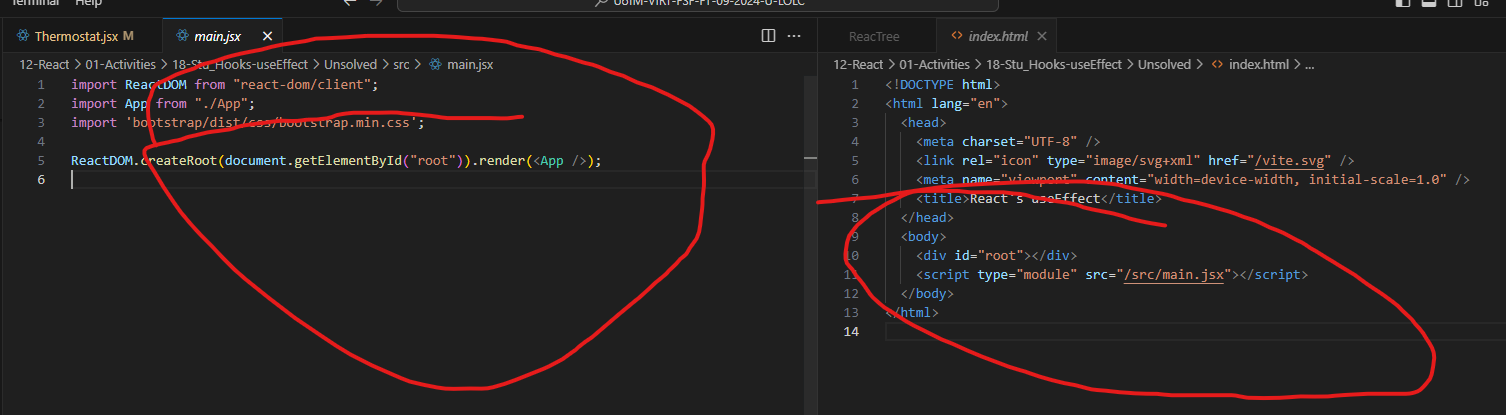 Terminal Help
UofM-VIRT-FSF-PT-09-2024-U-LOLC
Thermostat.jsx M
main.jsx
12-React > 01-Activities > 18-Stu_Hooks-useEffect > Unsolved > src > main.jsx
1 import ReactDOM from "react-dom/client";
2 import App from "./App";
3 import 'bootstrap/dist/css/bootstrap.min.css';
4
5 ReactDOM.createRoot(document.getElementById("root")).render(<App />);
6
ReacTree
index.html
12-React > 01-Activities > 18-Stu_Hooks-useEffect > Unsolved > index.html > ...
1 <!DOCTYPE html>
2 <html lang="en">
3 <head>
4 <meta charset="UTF-8" />
5 <link rel="icon" type="image/svg+xml" href="/vite.svg" />
6 <meta name="viewport" content="width=device-width, initial-scale=1.0" />
7 <title>React's useEffect</title>
8 </head>
9 <body>
10 <div id="root"></div>
11 <script type="module" src="/src/main.jsx"></script>
12 </body>
13 </html>
14